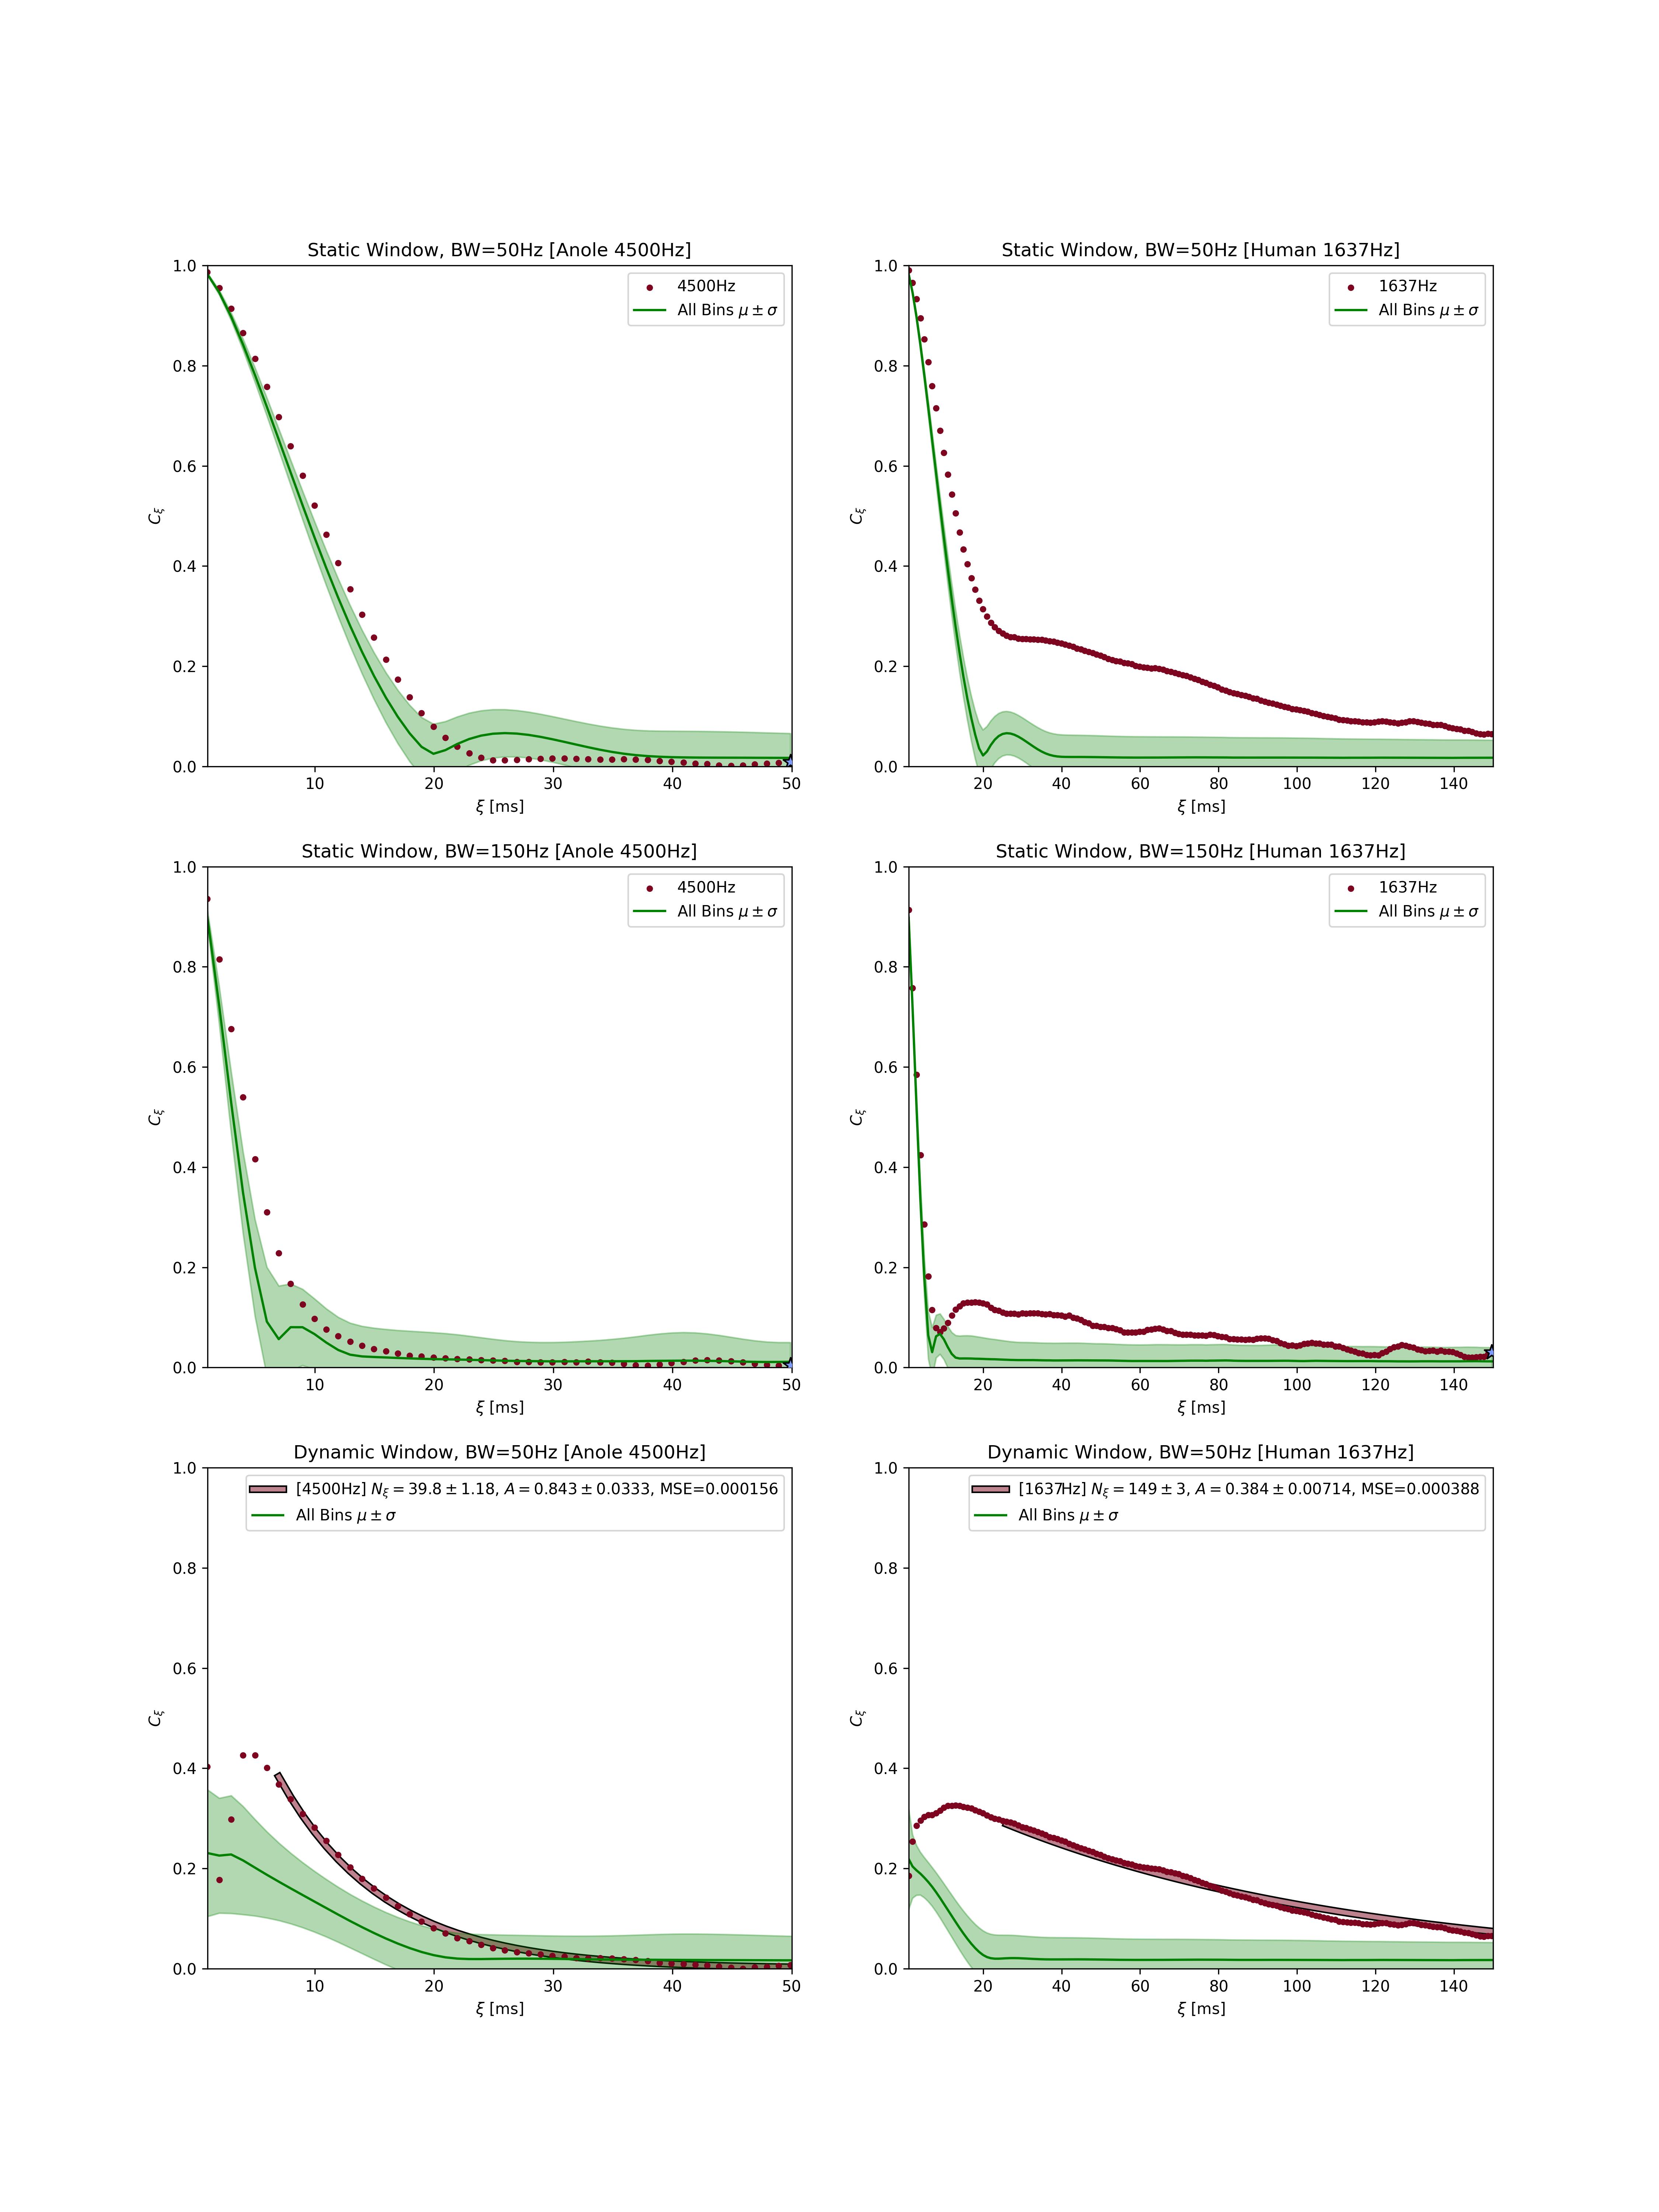 Static Window, BW=50Hz [Anole 4500Hz]
1.0
0.8
0.6
0.4
0.2
0.0
10 20 30 40 50
ξ [ms]
C_ξ
4500Hz
All Bins μ ± σ
Static Window, BW=50Hz [Human 1637Hz]
1.0
0.8
0.6
0.4
0.2
0.0
20 40 60 80 100 120 140
ξ [ms]
C_ξ
1637Hz
All Bins μ ± σ
Static Window, BW=150Hz [Anole 4500Hz]
1.0
0.8
0.6
0.4
0.2
0.0
10 20 30 40 50
ξ [ms]
C_ξ
4500Hz
All Bins μ ± σ
Static Window, BW=150Hz [Human 1637Hz]
1.0
0.8
0.6
0.4
0.2
0.0
20 40 60 80 100 120 140
ξ [ms]
C_ξ
1637Hz
All Bins μ ± σ
Dynamic Window, BW=50Hz [Anole 4500Hz]
1.0
0.8
0.6
0.4
0.2
0.0
10 20 30 40 50
ξ [ms]
C_ξ
[4500Hz] N_ξ = 39.8 ± 1.18, A = 0.843 ± 0.0333, MSE=0.000156
All Bins μ ± σ
Dynamic Window, BW=50Hz [Human 1637Hz]
1.0
0.8
0.6
0.4
0.2
0.0
20 40 60 80 100 120 140
ξ [ms]
C_ξ
[1637Hz] N_ξ = 149 ± 3, A = 0.384 ± 0.00714, MSE=0.000388
All Bins μ ± σ